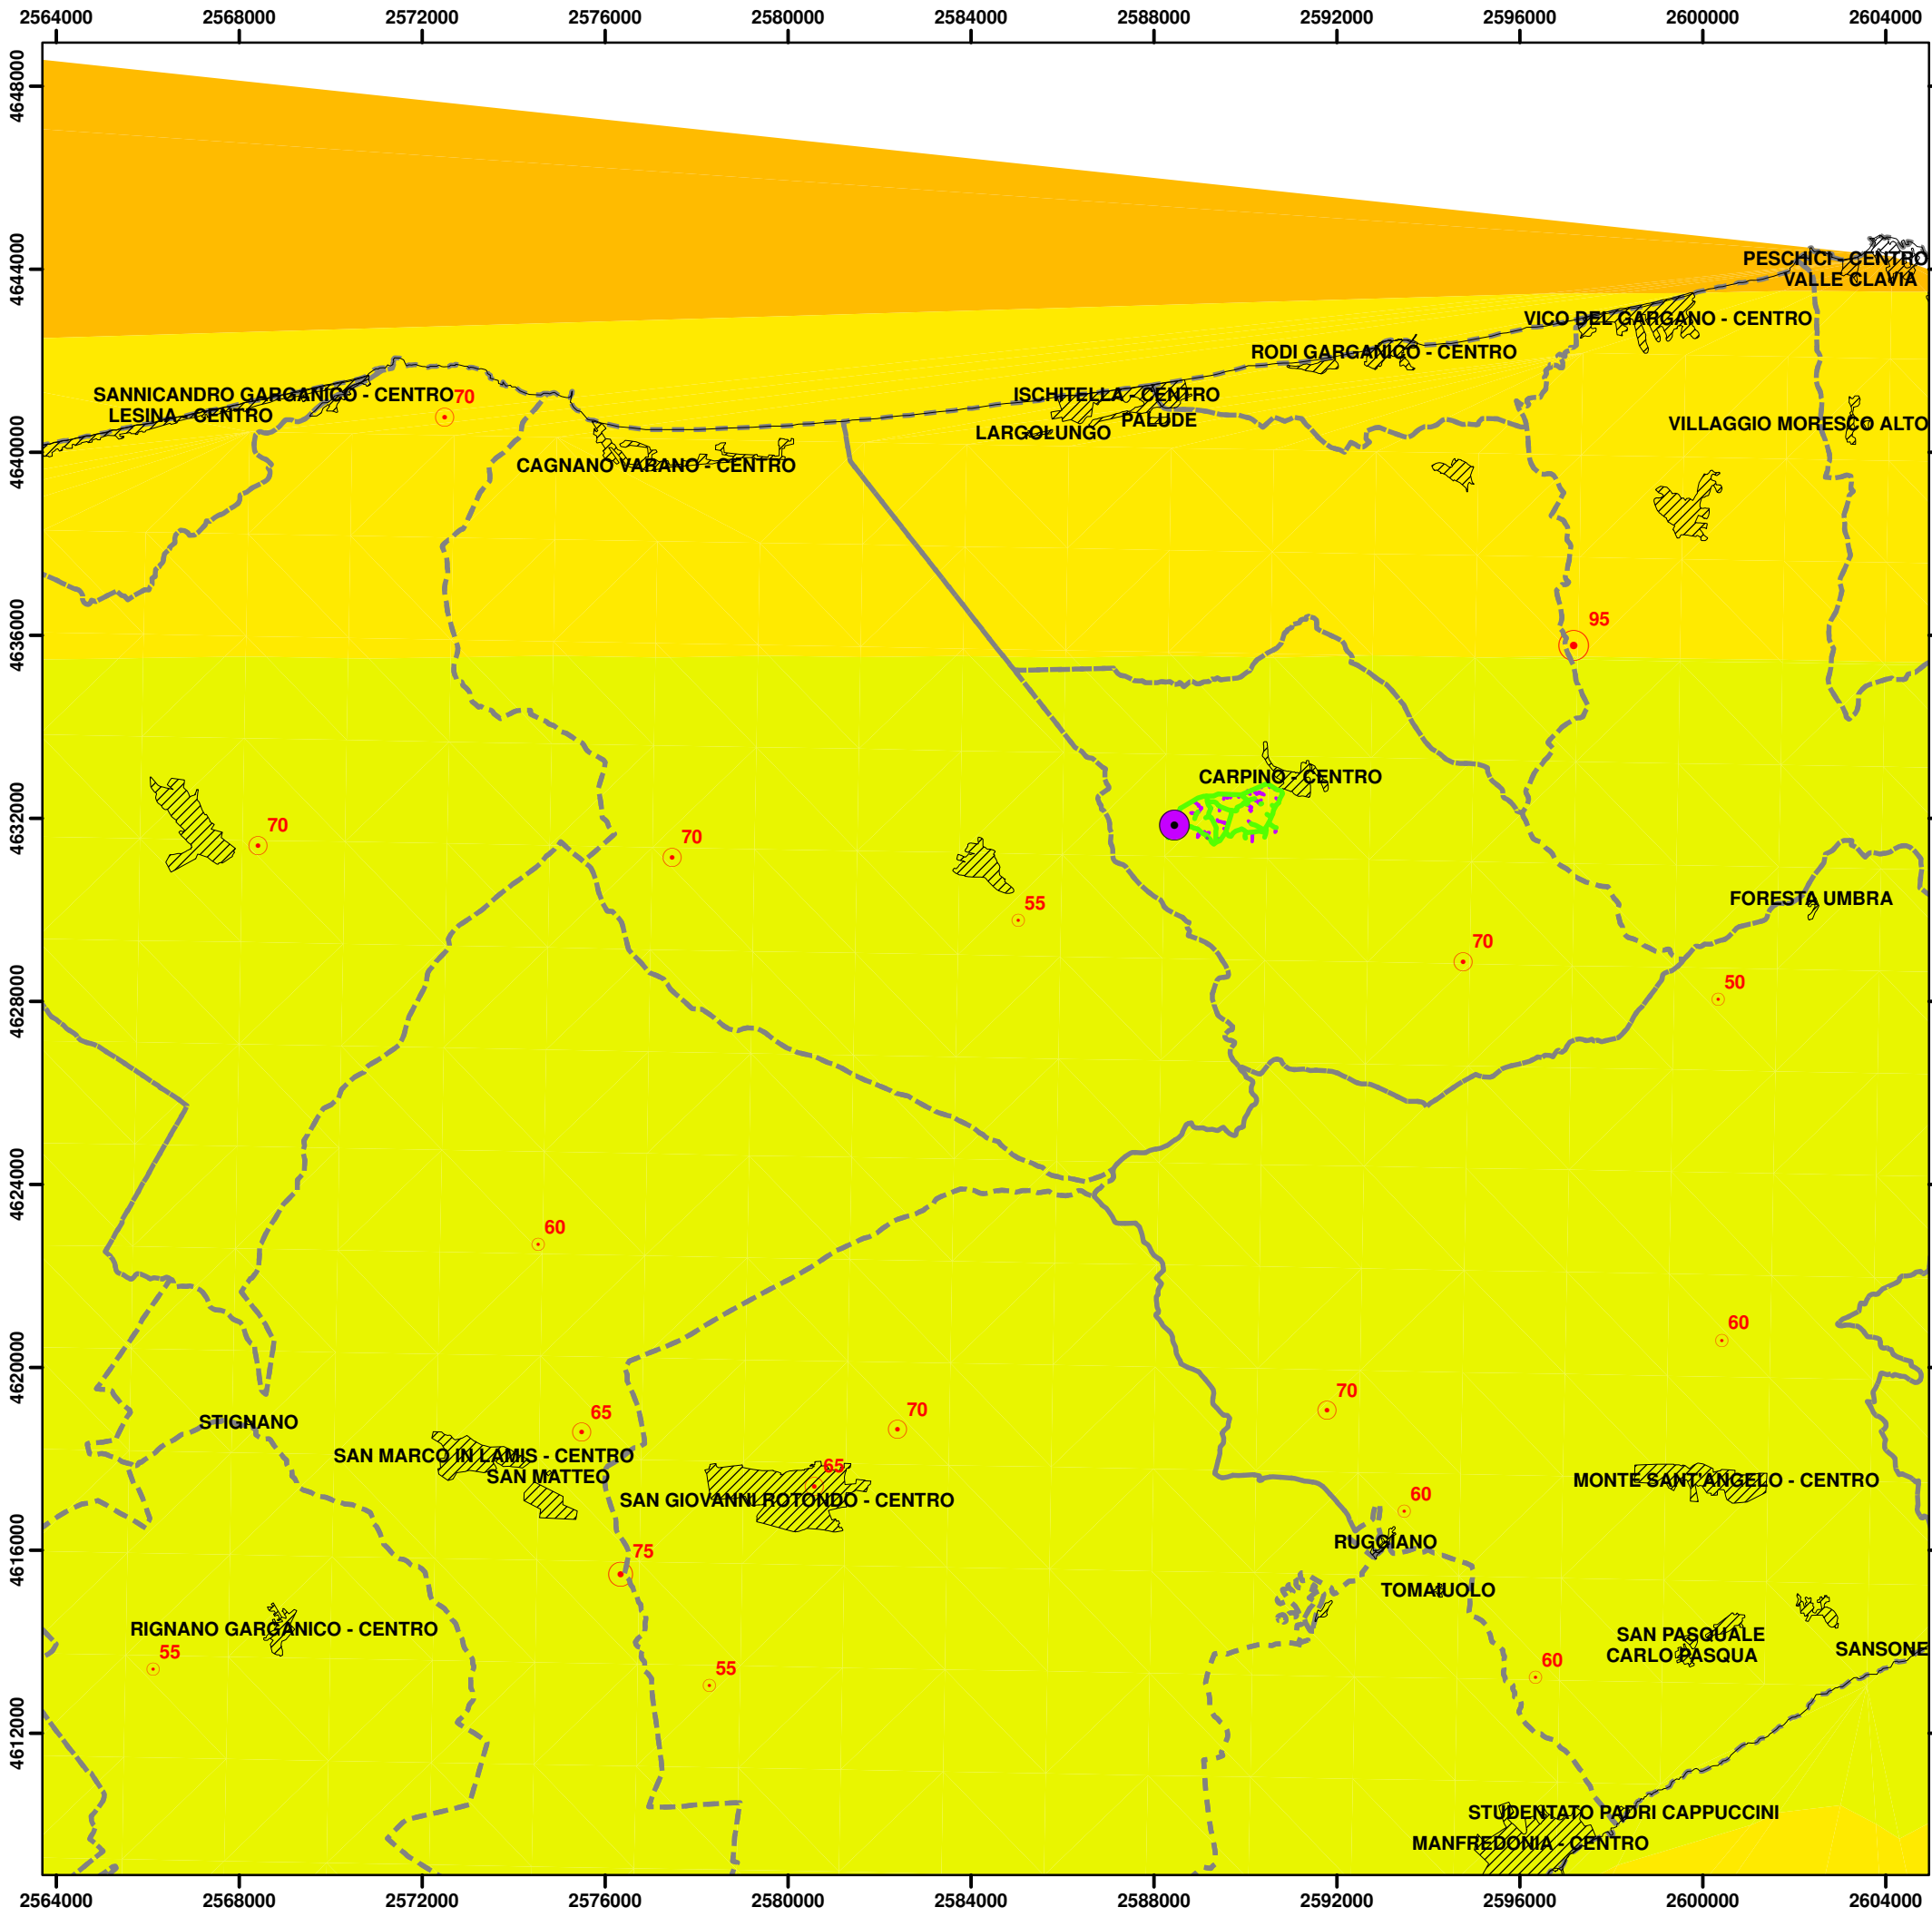 2564000 2568000 2572000 2576000 2580000 2584000 2588000 2592000 2596000 2600000 2604000
4648000
4644000
4640000
4636000
4632000
4628000
4624000
4620000
4616000
4612000
PESCHICI - CENTRO
VALLE CLAVIA
VICO DEL GARGANO - CENTRO
RODI GARGANICO - CENTRO
SANNICANDRO GARGANICO - CENTRO
70
ISCHITELLA - CENTRO
LESINA - CENTRO
PALUDE
VILLAGGIO MORESCO ALTO
LARGO LUNGO
CAGNANO VARANO - CENTRO
95
CARPINO - CENTRO
70
70
55
FORESTA UMBRA
70
50
60
60
70
65
70
STIGNANO
SAN MARCO IN LAMIS - CENTRO
65
SAN MATTEO
MONTE SANT'ANGELO - CENTRO
SAN GIOVANNI ROTONDO - CENTRO
60
RUGGIANO
75
TOMAIUOLO
RIGNANO GARGANICO - CENTRO
SAN PASQUALE
55
SANSONE
CARLO PASQUA
55
60
STUDENTATO PADRI CAPPUCCINI
MANFREDONIA - CENTRO
2564000 2568000 2572000 2576000 2580000 2584000 2588000 2592000 2596000 2600000 2604000